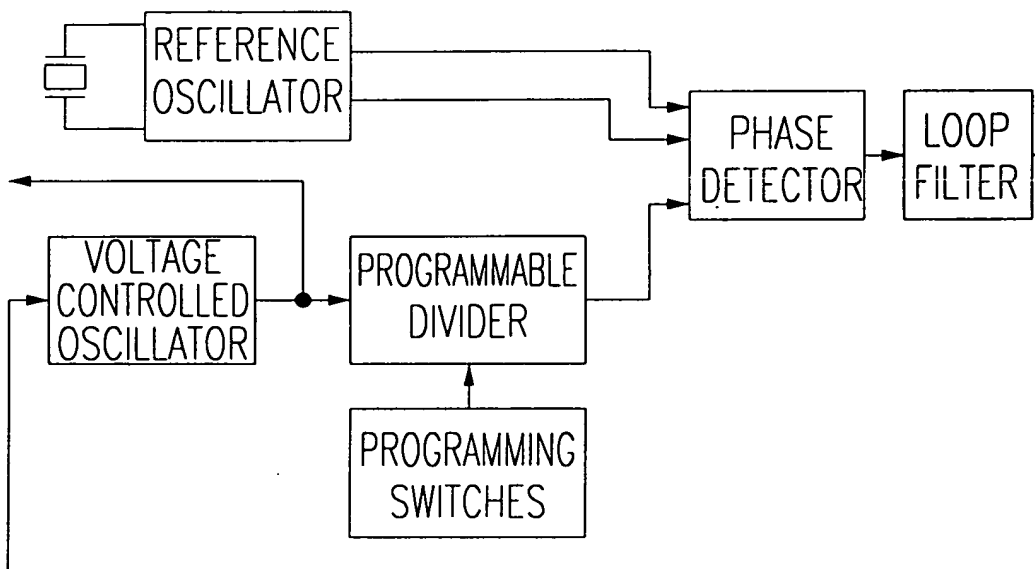 REFERENCE
OSCILLATOR
PHASE
DETECTOR
LOOP
FILTER
VOLTAGE
CONTROLLED
OSCILLATOR
PROGRAMMABLE
DIVIDER
PROGRAMMING
SWITCHES